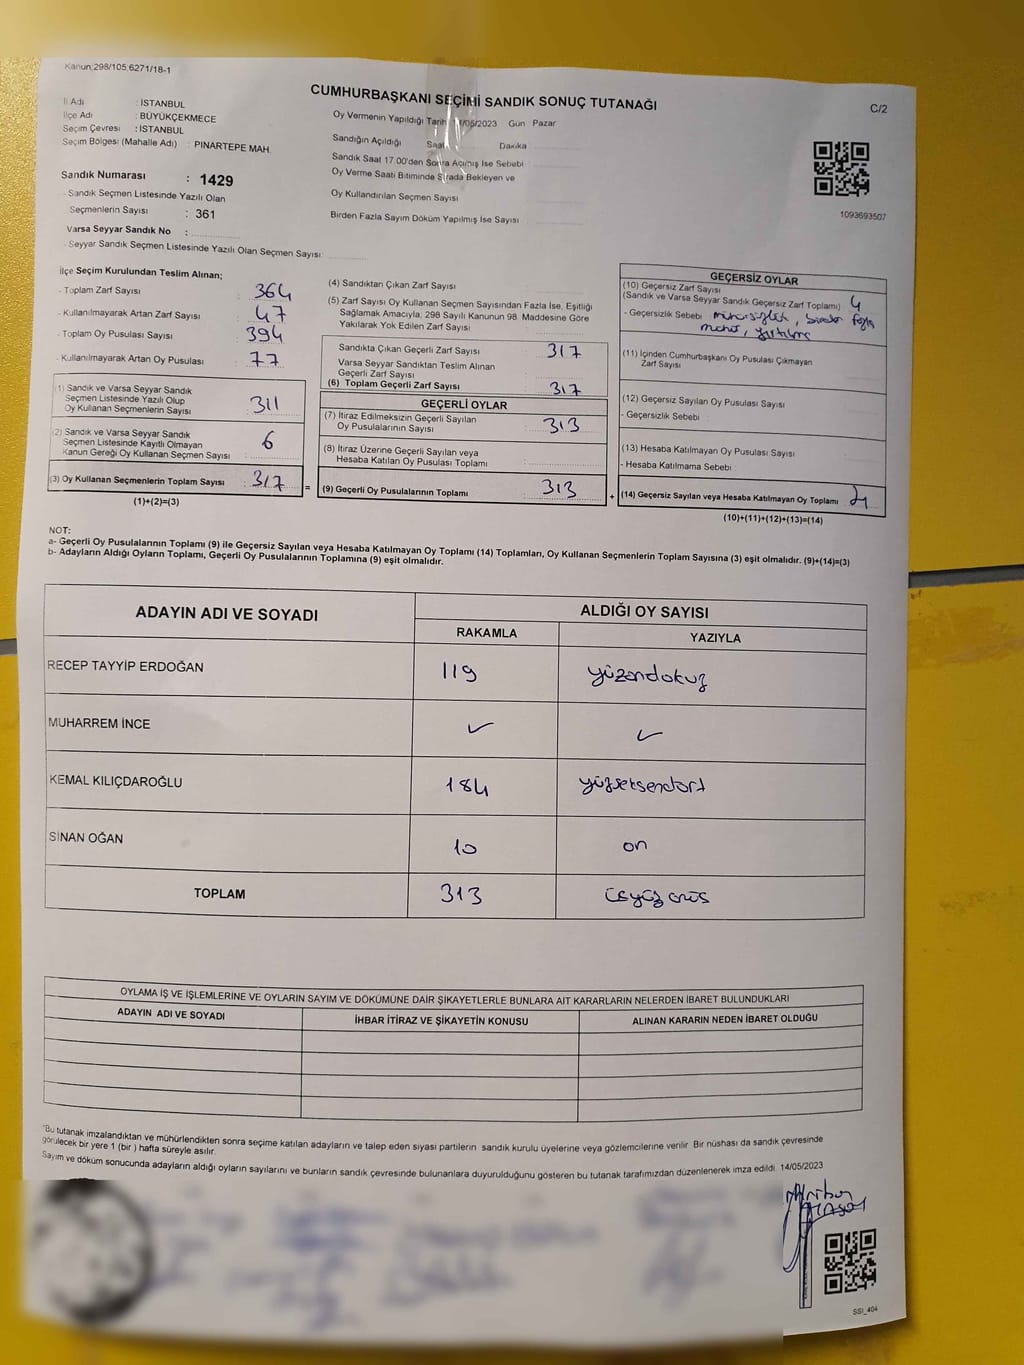 Kanun:298/105.6271/18-1
CUMHURBAŞKANI SEÇİMİ SANDIK SONUÇ TUTANAĞI
C/2
İl Adı : İSTANBUL
İlçe Adı : BÜYÜKÇEKMECE
Seçim Çevresi : İSTANBUL
Seçim Bölgesi (Mahalle Adı) : PINARTEPE MAH.
Sandık Numarası : 1429
- Sandık Seçmen Listesinde Yazılı Olan
Seçmenlerin Sayısı : 361
Varsa Seyyar Sandık No :
- Seyyar Sandık Seçmen Listesinde Yazılı Olan Seçmen Sayısı:
Oy Vermenin Yapıldığı Tarih /05/2023 Gün Pazar
Sandığın Açıldığı Saat Dakika
Sandık Saat 17.00'den Sonra Açımış İse Sebebi
Oy Verme Saati Bitiminde Sırada Bekleyen ve
Oy Kullandırılan Seçmen Sayısı
Birden Fazla Sayım Döküm Yapılmış İse Sayısı
1093693507
İlçe Seçim Kurulundan Teslim Alınan;
- Toplam Zarf Sayısı : 364
- Kullanılmayarak Artan Zarf Sayısı : 47
- Toplam Oy Pusulası Sayısı : 394
- Kullanılmayarak Artan Oy Pusulası : 77
(1) Sandık ve Varsa Seyyar Sandık
Seçmen Listesinde Yazılı Olup
Oy Kullanan Seçmenlerin Sayısı : 311
(2) Sandık ve Varsa Seyyar Sandık
Seçmen Listesinde Kayıtlı Olmayan
Kanun Gereği Oy Kullanan Seçmen Sayısı : 6
(3) Oy Kullanan Seçmenlerin Toplam Sayısı : 317
(1)+(2)=(3)
=
(4) Sandıktan Çıkan Zarf Sayısı
(5) Zarf Sayısı Oy Kullanan Seçmen Sayısından Fazla İse, Eşitliği
Sağlamak Amacıyla; 298 Sayılı Kanunun 98. Maddesine Göre
Yakılarak Yok Edilen Zarf Sayısı
Sandıkta Çıkan Geçerli Zarf Sayısı : 317
Varsa Seyyar Sandıktan Teslim Alınan
Geçerli Zarf Sayısı
(6) Toplam Geçerli Zarf Sayısı : 317
GEÇERLİ OYLAR
(7) İtiraz Edilmeksizin Geçerli Sayılan
Oy Pusulalarının Sayısı : 313
(8) İtiraz Üzerine Geçerli Sayılan veya
Hesaba Katılan Oy Pusulası Toplamı
(9) Geçerli Oy Pusulalarının Toplamı : 313
+
GEÇERSİZ OYLAR
(10) Geçersiz Zarf Sayısı
(Sandık ve Varsa Seyyar Sandık Geçersiz Zarf Toplamı) 4
- Geçersizlik Sebebi mühürsüzlük, birden fazla
mühür, yırtılma
(11) İçinden Cumhurbaşkanı Oy Pusulası Çıkmayan
Zarf Sayısı
(12) Geçersiz Sayılan Oy Pusulası Sayısı
- Geçersizlik Sebebi
(13) Hesaba Katılmayan Oy Pusulası Sayısı
- Hesaba Katılmama Sebebi
(14) Geçersiz Sayılan veya Hesaba Katılmayan Oy Toplamı 4
(10)+(11)+(12)+(13)=(14)
NOT:
a- Geçerli Oy Pusulalarının Toplamı (9) ile Geçersiz Sayılan veya Hesaba Katılmayan Oy Toplamı (14) Toplamları, Oy Kullanan Seçmenlerin Toplam Sayısına (3) eşit olmalıdır. (9)+(14)=(3)
b- Adayların Aldığı Oyların Toplamı, Geçerli Oy Pusulalarının Toplamına (9) eşit olmalıdır.
ADAYIN ADI VE SOYADI
ALDIĞI OY SAYISI
RAKAMLA YAZIYLA
RECEP TAYYİP ERDOĞAN 119 yüzondokuz
MUHARREM İNCE
KEMAL KILIÇDAROĞLU 184 yüzseksendört
SİNAN OĞAN 10 on
TOPLAM 313 üçyüz onüç
OYLAMA İŞ VE İŞLEMLERİNE VE OYLARIN SAYIM VE DÖKÜMÜNE DAİR ŞİKAYETLERLE BUNLARA AİT KARARLARIN NELERDEN İBARET BULUNDUKLARI
ADAYIN ADI VE SOYADI İHBAR İTİRAZ VE ŞİKAYETİN KONUSU ALINAN KARARIN NEDEN İBARET OLDUĞU
"Bu tutanak imzalandıktan ve mühürlendikten sonra seçime katılan adayların ve talep eden siyasi partilerin sandık kurulu üyelerine veya gözlemcilerine verilir. Bir nüshası da sandık çevresinde
görülecek bir yere 1 (bir ) hafta süreyle asılır.
Sayım ve döküm sonucunda adayların aldığı oyların sayılarını ve bunların sandık çevresinde bulunanlara duyurulduğunu gösteren bu tutanak tarafımızdan düzenlenerek imza edildi. 14/05/2023
SSI_404